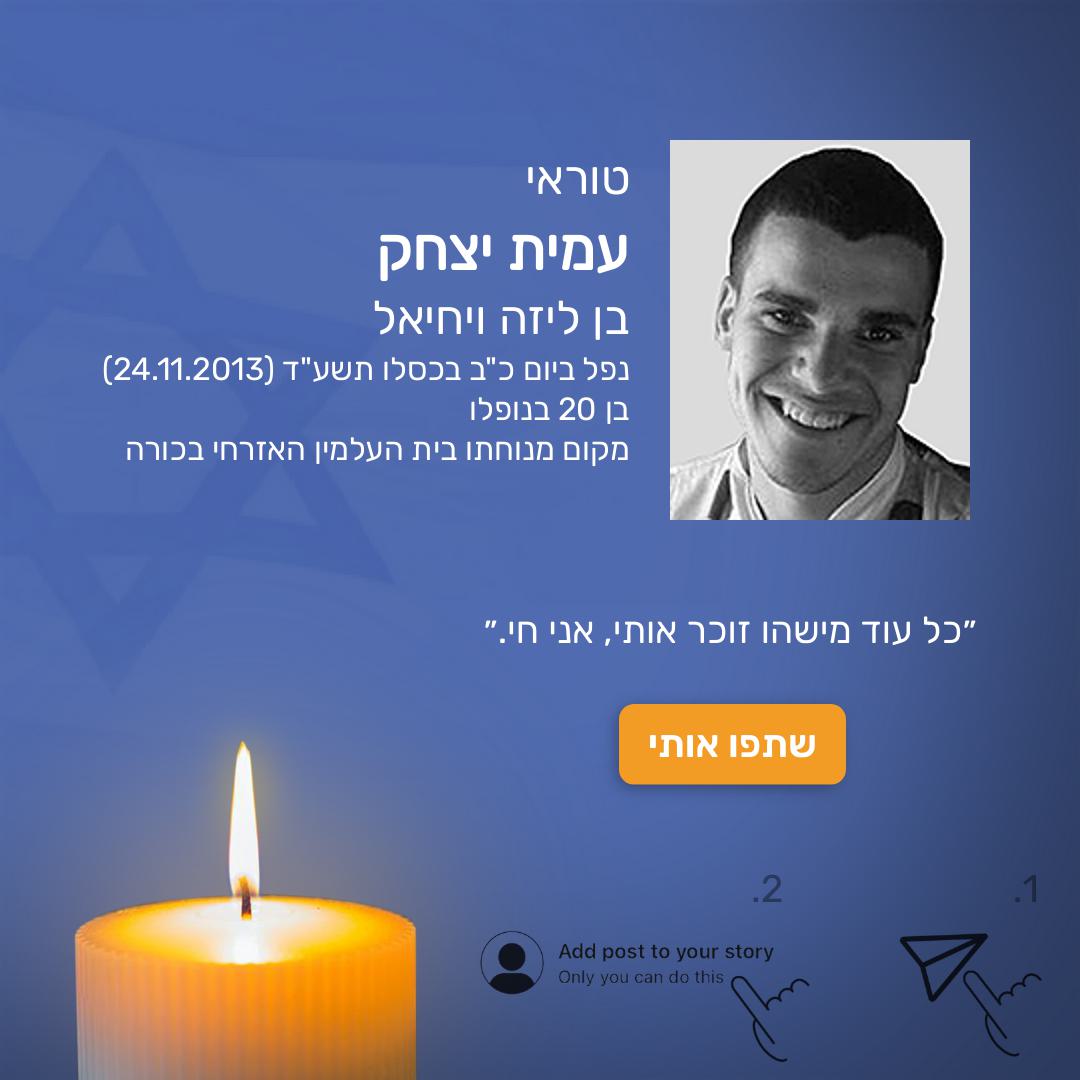 טוראי
עמית יצחק
בן ליזה ויחיאל
נפל ביום כ"ב בכסלו תשע"ד (24.11.2013)
בן 20 בנופלו
מקום מנוחתו בית העלמין האזרחי בכורה
״כל עוד מישהו זוכר אותי, אני חי.״
שתפו אותי
1.
2.
Add post to your story
Only you can do this